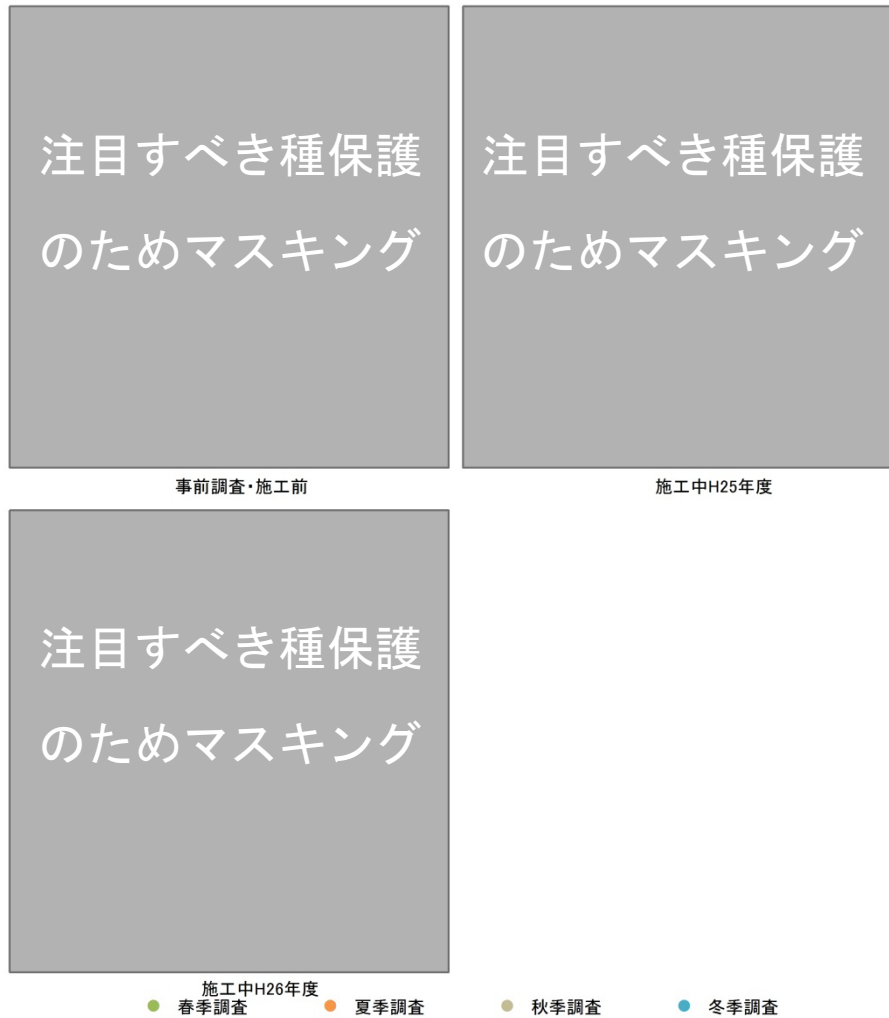 注目すべき種保護
のためマスキング
事前調査・施工前
注目すべき種保護
のためマスキング
施工中H25年度
注目すべき種保護
のためマスキング
施工中H26年度
春季調査 夏季調査 秋季調査 冬季調査